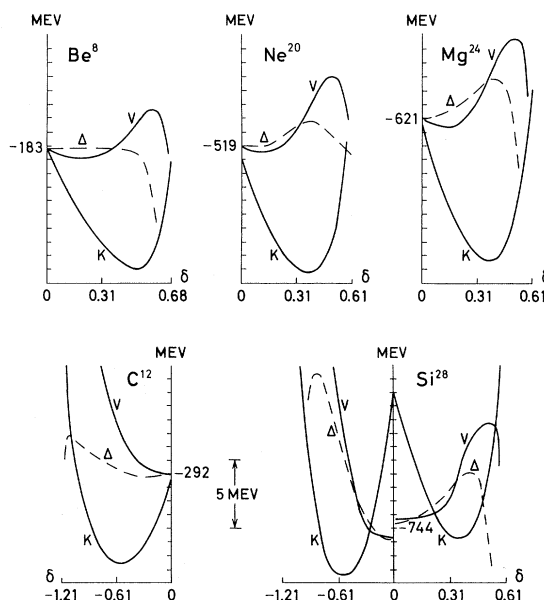 MEV
Be⁸
V
Δ
-183
K
δ
0
0.31
0.68
MEV
Ne²⁰
V
Δ
-519
K
δ
0
0.31
0.61
MEV
Mg²⁴
V
Δ
-621
K
δ
0
0.31
0.61
MEV
C¹²
V
Δ
-292
K
δ
-1.21
-0.61
0
5 MEV
MEV
Si²⁸
V
V
Δ
Δ
-744
K
K
δ
-1.21
-0.61
0
0.31
0.61